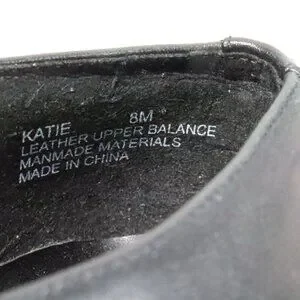 KATIE 8M
LEATHER UPPER BALANCE
MANMADE MATERIALS
MADE IN CHINA